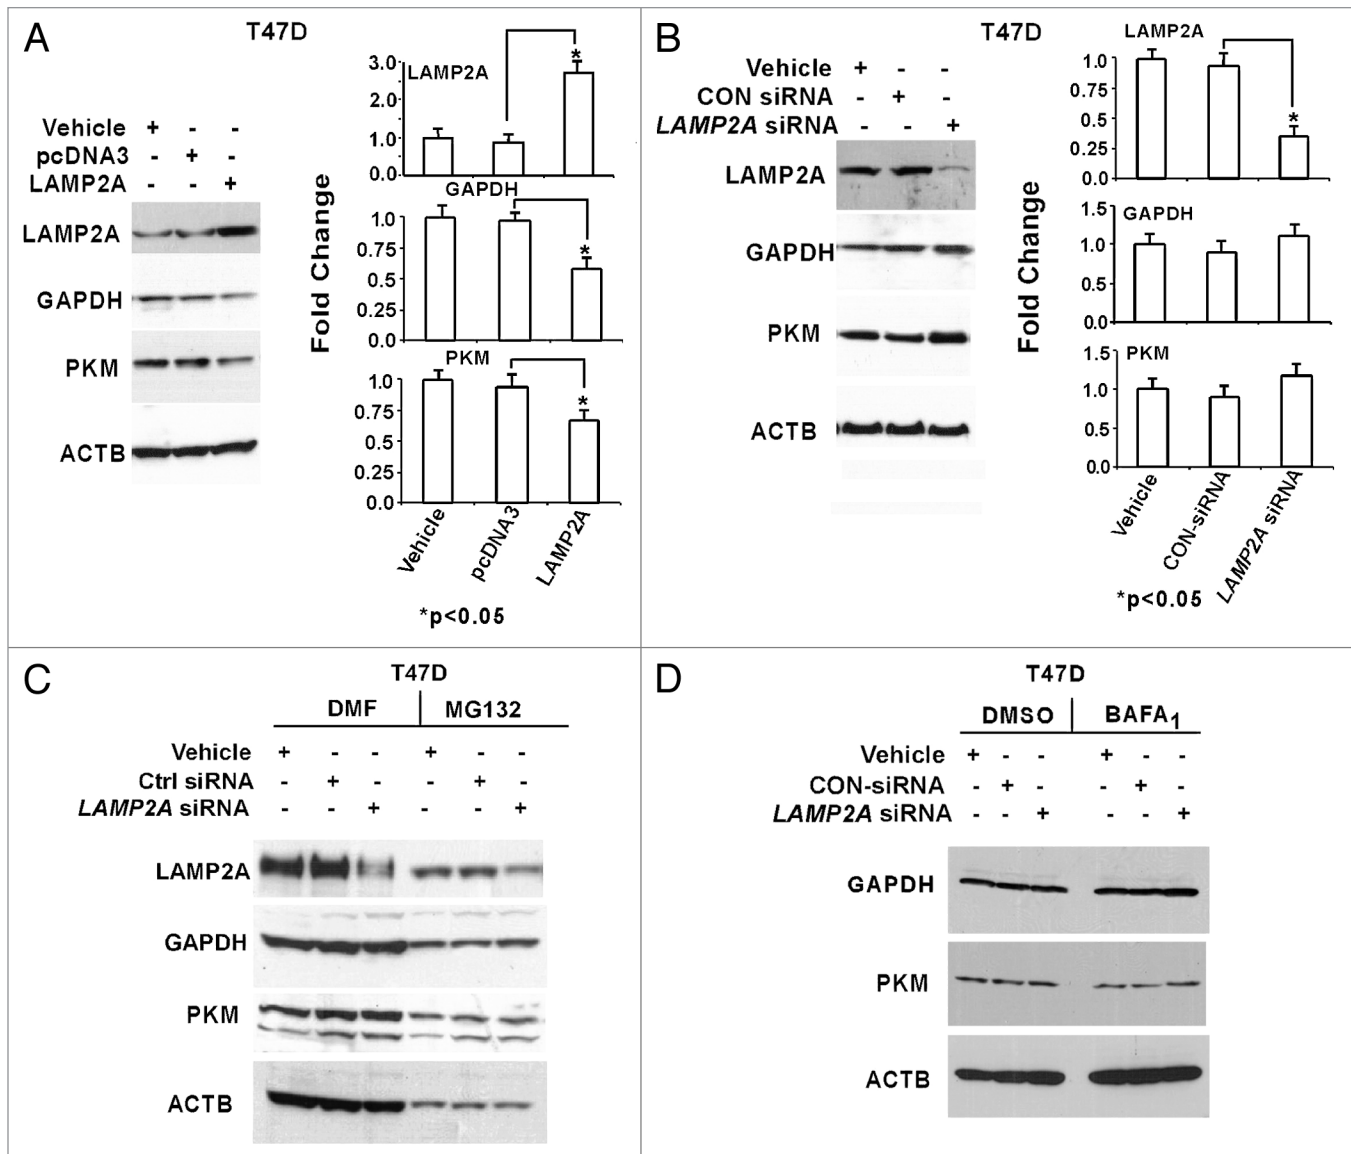 A
T47D
Vehicle + - -
pcDNA3 - + -
LAMP2A - - +
LAMP2A
GAPDH
PKM
ACTB
Fold Change
LAMP2A
3.0
2.0
1.0
0.0
*
GAPDH
1.0
0.75
0.5
0.25
0.0
*
PKM
1.0
0.75
0.5
0.25
0.0
*
Vehicle
pcDNA3
LAMP2A
*p<0.05
B
T47D
Vehicle + - -
CON siRNA - + -
LAMP2A siRNA - - +
LAMP2A
GAPDH
PKM
ACTB
Fold Change
LAMP2A
1.0
0.75
0.5
0.25
0.0
*
GAPDH
1.5
1.0
0.5
0.0
PKM
1.5
1.0
0.5
0.0
Vehicle
CON-siRNA
LAMP2A siRNA
*p<0.05
C
T47D
DMF MG132
Vehicle + - - + - -
Ctrl siRNA - + - - + -
LAMP2A siRNA - - + - - +
LAMP2A
GAPDH
PKM
ACTB
D
T47D
DMSO BAFA1
Vehicle + - - + - -
CON-siRNA - + - - + -
LAMP2A siRNA - - + - - +
GAPDH
PKM
ACTB